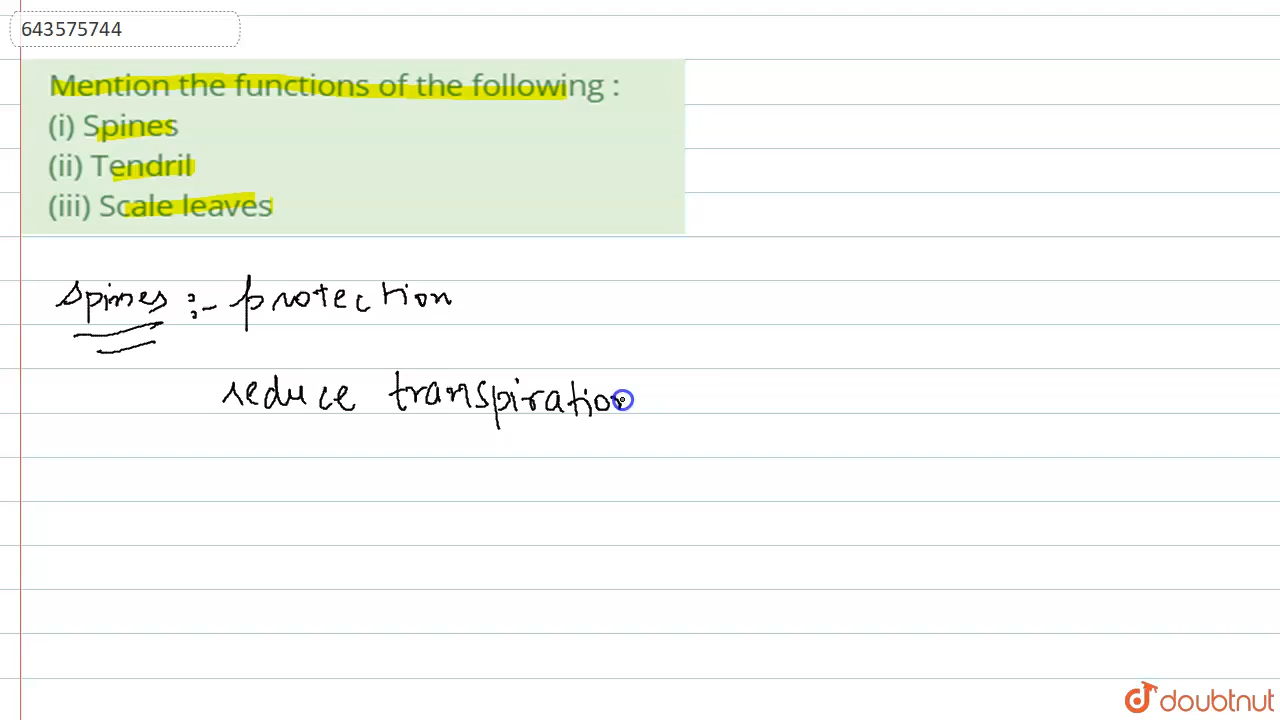 643575744
Mention the functions of the following :
(i) Spines
(ii) Tendril
(iii) Scale leaves
spines :- protection
reduce transpiration
doubtnut